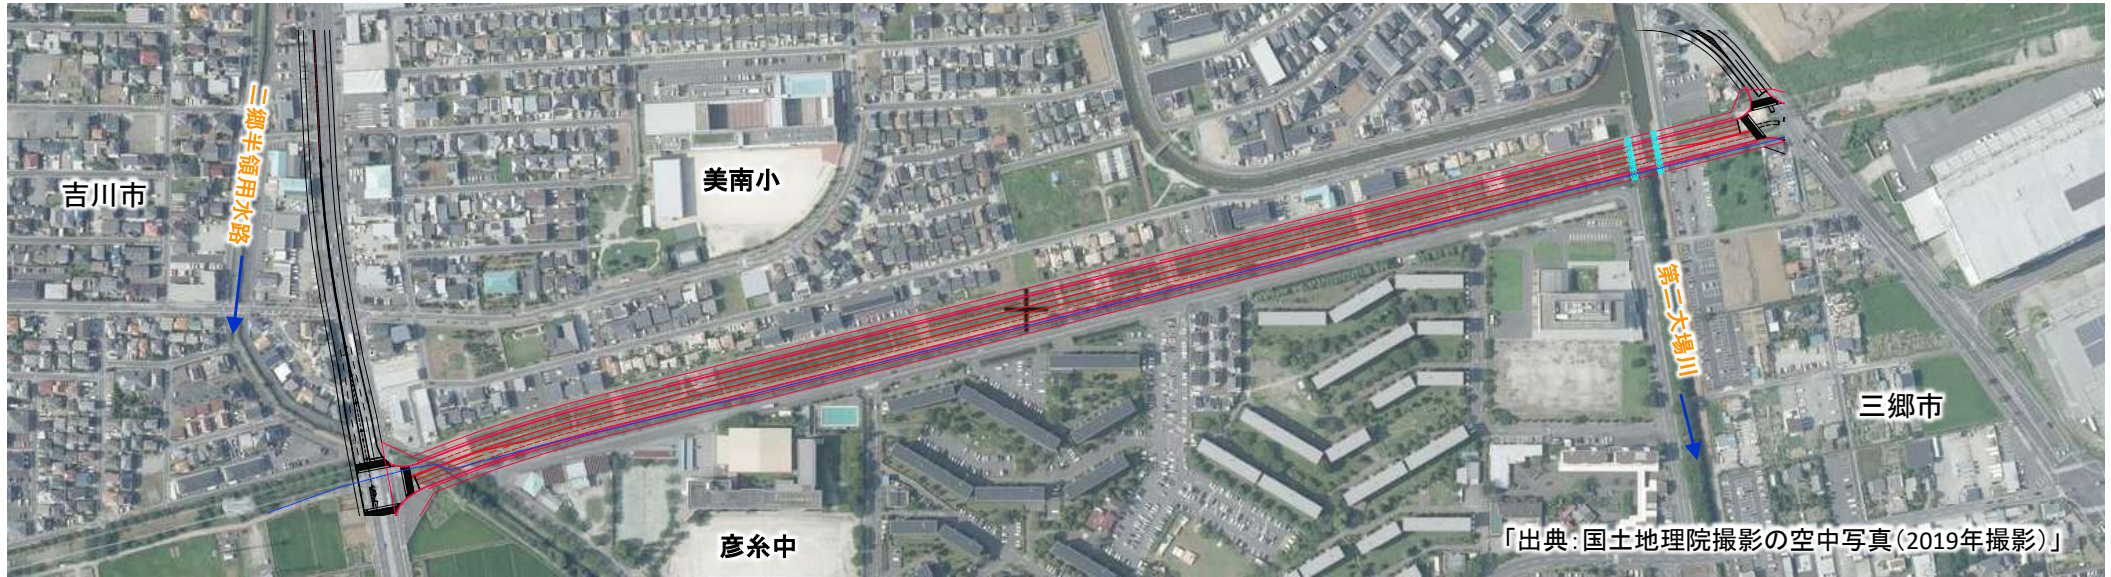 二郷半領用水路
吉川市
美南小
第二大場川
三郷市
彦糸中
「出典：国土地理院撮影の空中写真（2019年撮影）」